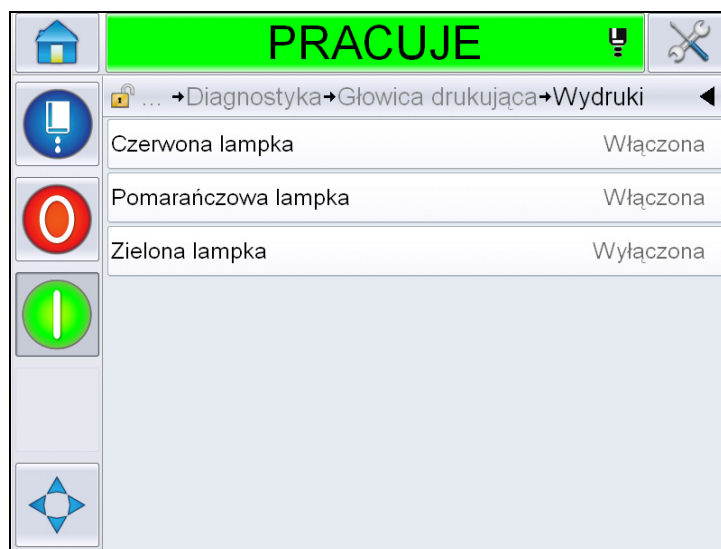 PRACUJE
... →Diagnostyka→Głowica drukująca→Wydruki
Czerwona lampka Włączona
Pomarańczowa lampka Włączona
Zielona lampka Wyłączona